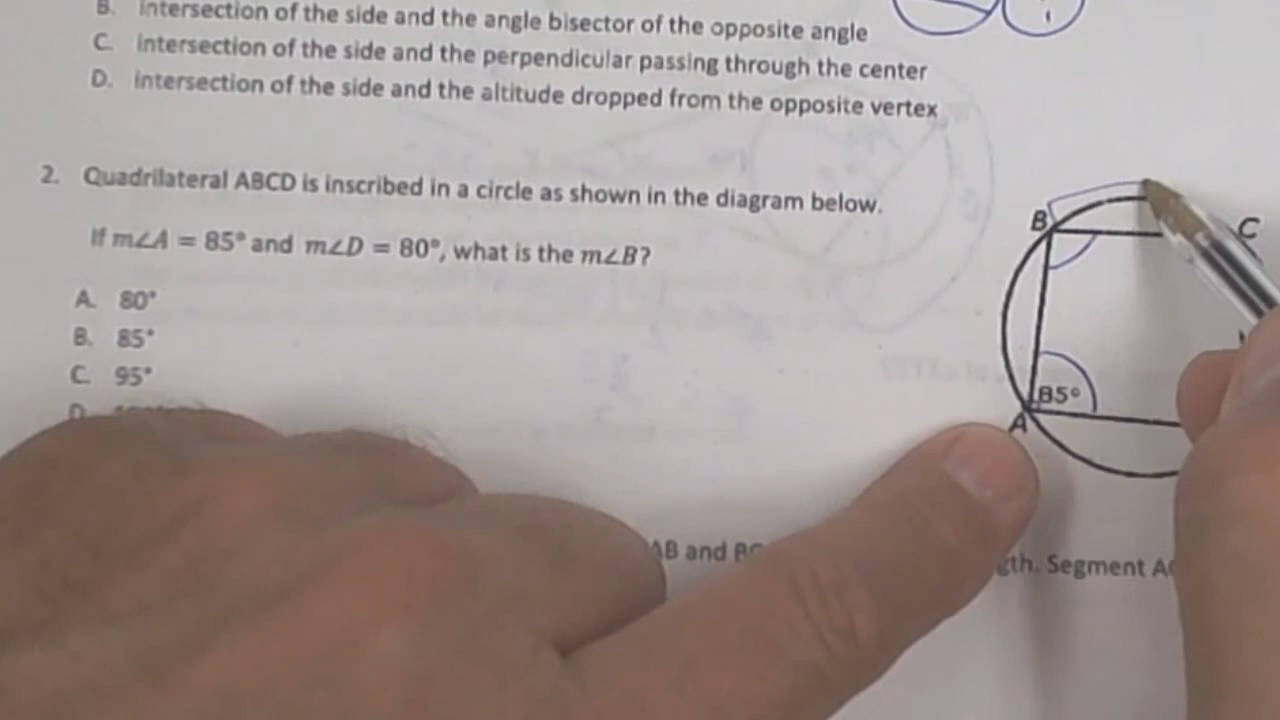 B. intersection of the side and the angle bisector of the opposite angle
C. intersection of the side and the perpendicular passing through the center
D. intersection of the side and the altitude dropped from the opposite vertex
2. Quadrilateral ABCD is inscribed in a circle as shown in the diagram below.
If m∠A = 85° and m∠D = 80°, what is the m∠B?
A. 80°
B. 85°
C. 95°
D.
B
C
85°
A
AB and
Segment